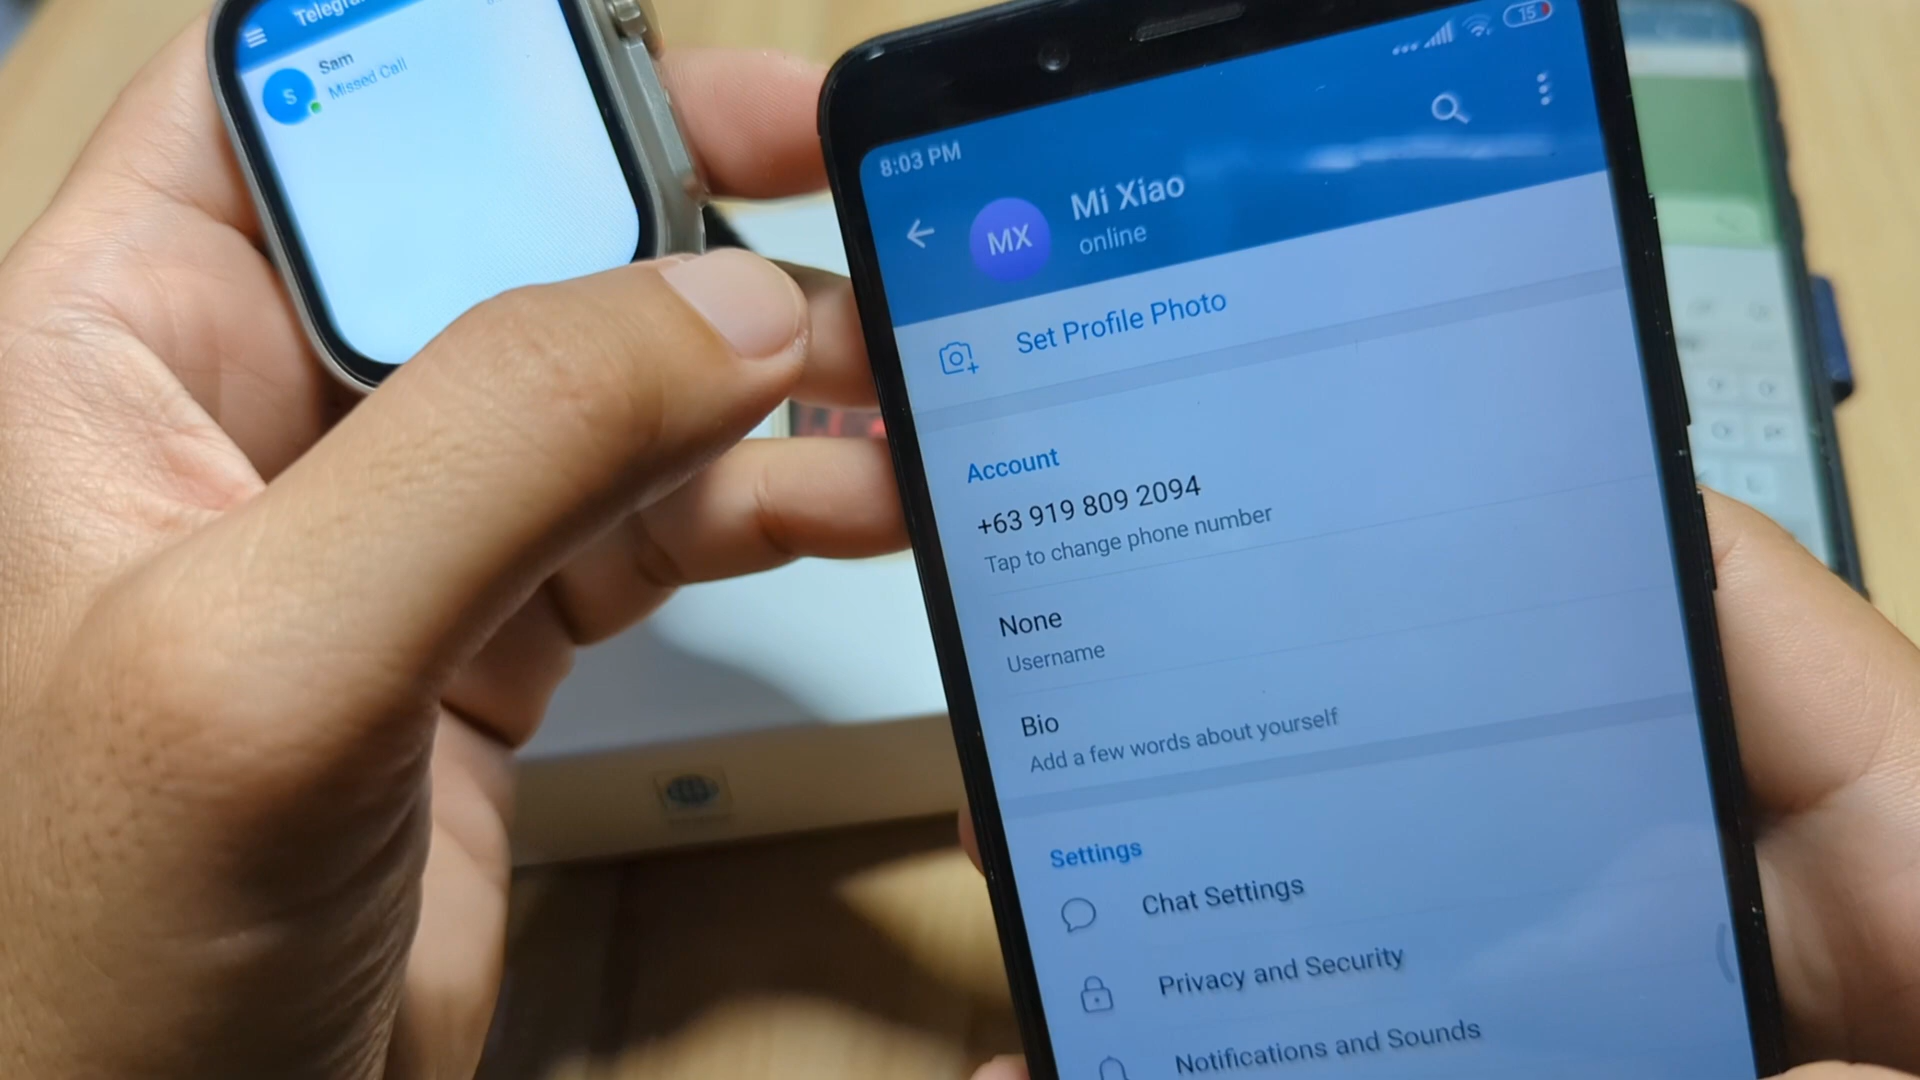 Telegra
S
Sam
Missed Call
15
8:03 PM
MX
Mi Xiao
online
Set Profile Photo
Account
+63 919 809 2094
Tap to change phone number
None
Username
Bio
Add a few words about yourself
Settings
Chat Settings
Privacy and Security
Notifications and Sounds